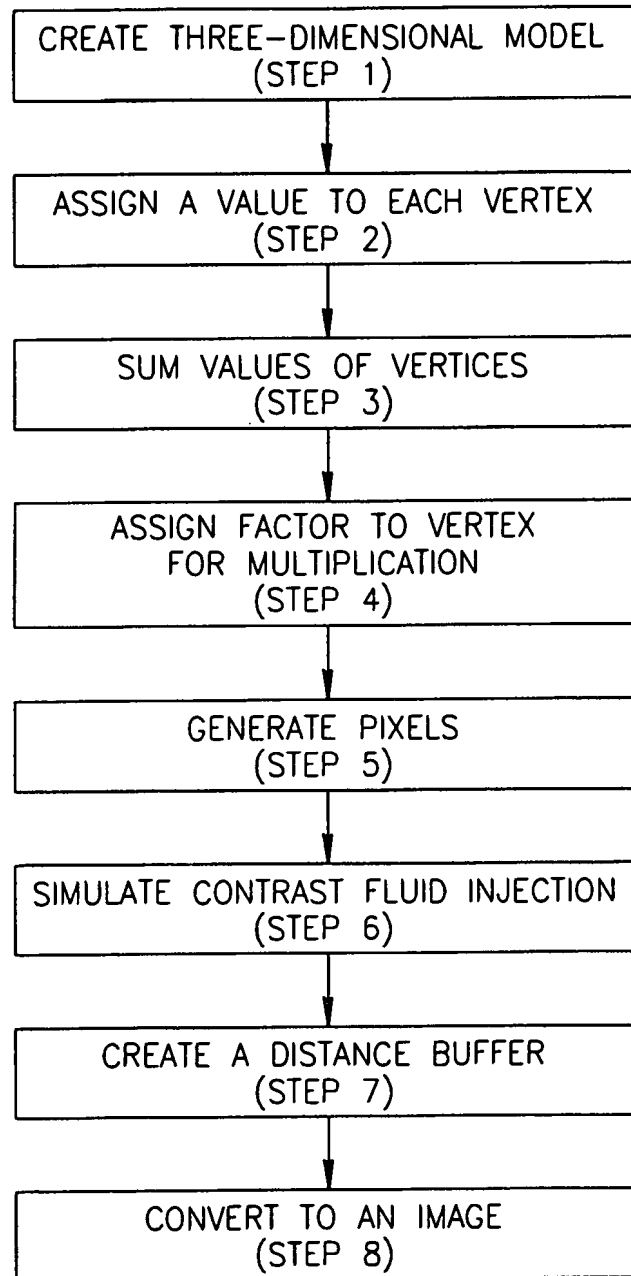 CREATE THREE-DIMENSIONAL MODEL
(STEP 1)
ASSIGN A VALUE TO EACH VERTEX
(STEP 2)
SUM VALUES OF VERTICES
(STEP 3)
ASSIGN FACTOR TO VERTEX
FOR MULTIPLICATION
(STEP 4)
GENERATE PIXELS
(STEP 5)
SIMULATE CONTRAST FLUID INJECTION
(STEP 6)
CREATE A DISTANCE BUFFER
(STEP 7)
CONVERT TO AN IMAGE
(STEP 8)